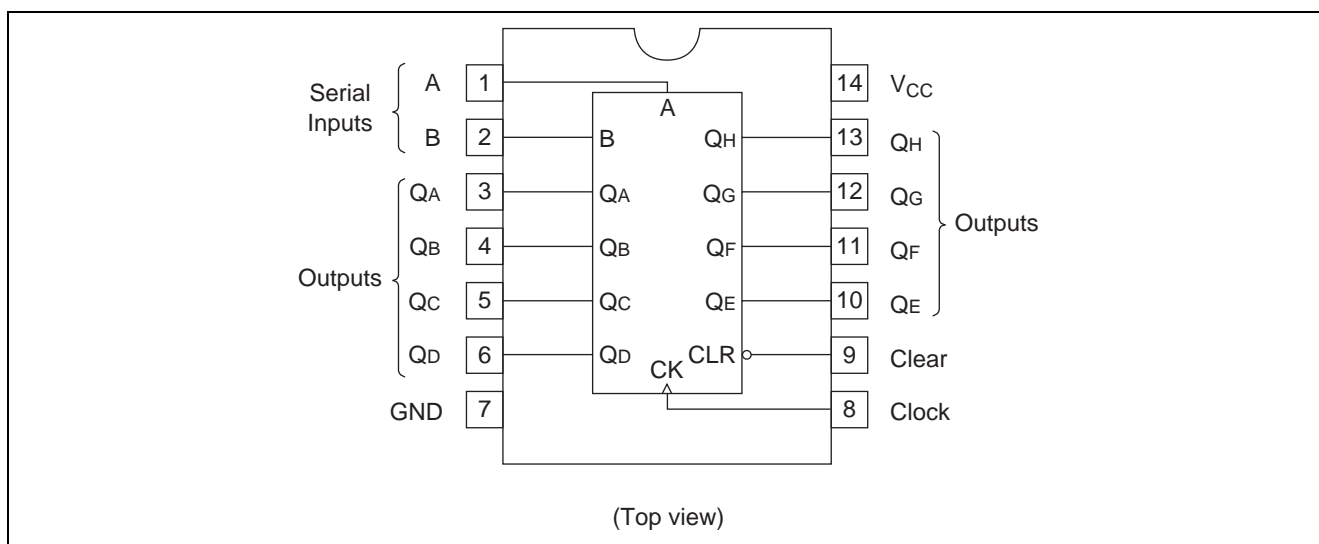 Serial
Inputs
A 1
B 2
Outputs
QA 3
QB 4
QC 5
QD 6
GND 7
A
B
QA
QB
QC
QD
QH
QG
QF
QE
CLR
CK
14 VCC
13 QH
12 QG
11 QF
10 QE
Outputs
9 Clear
8 Clock
(Top view)